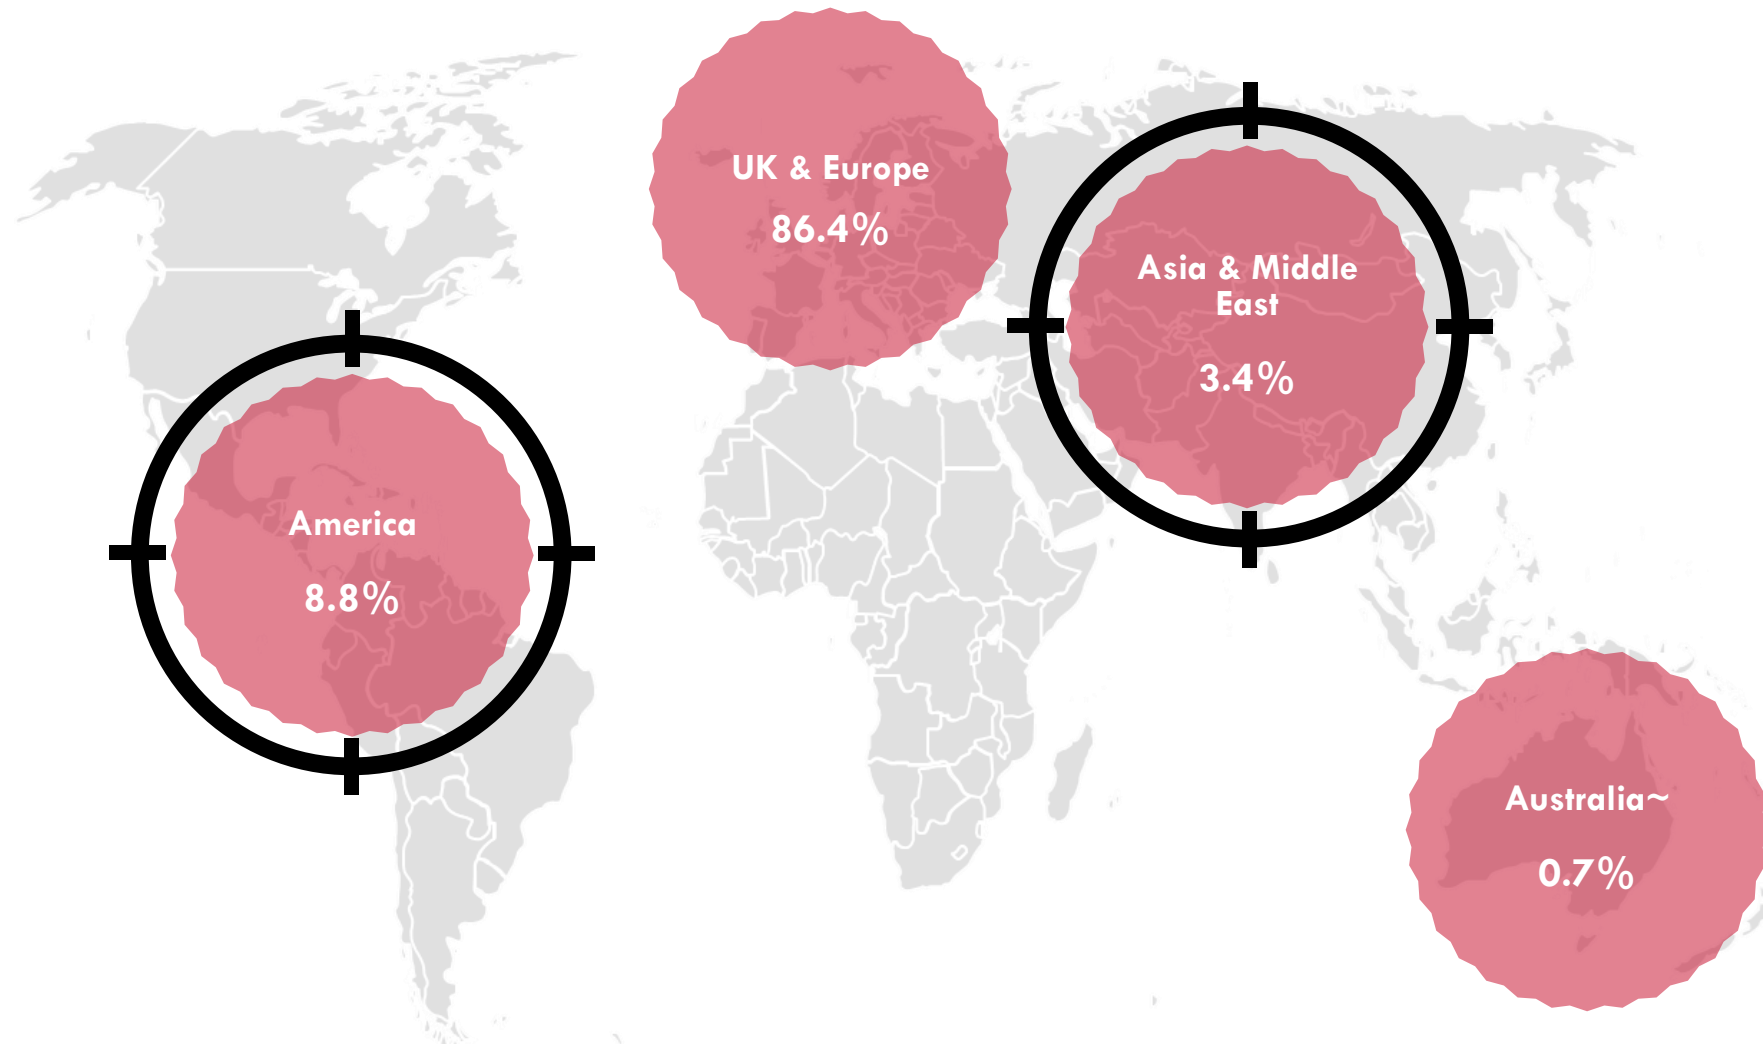 UK & Europe
86.4%
Asia & Middle
East
3.4%
America
8.8%
Australia~
0.7%